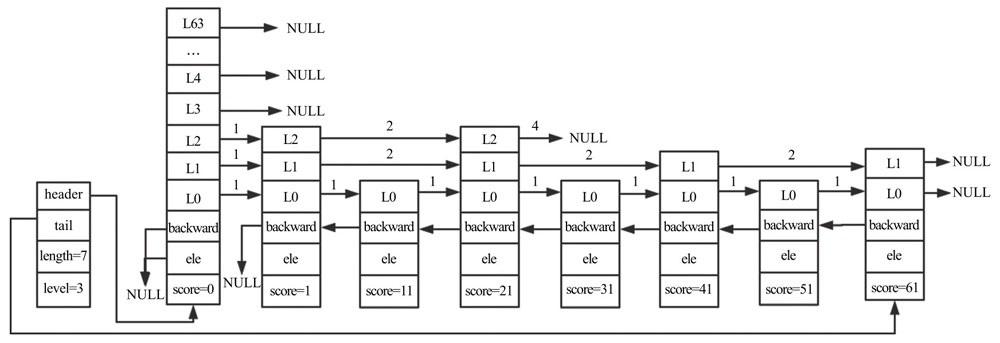 L63
NULL
...
L4
NULL
L3
NULL
L2 1 L2 2 L2 4 NULL
L1 1 L1 2 L1 2 L1 2 L1 NULL
L0 1 L0 1 L0 1 L0 1 L0 1 L0 1 L0 1 L0 NULL
header
tail
length=7
level=3
backward backward backward backward backward backward backward backward
ele ele ele ele ele ele ele ele
NULL NULL
score=0 score=1 score=11 score=21 score=31 score=41 score=51 score=61